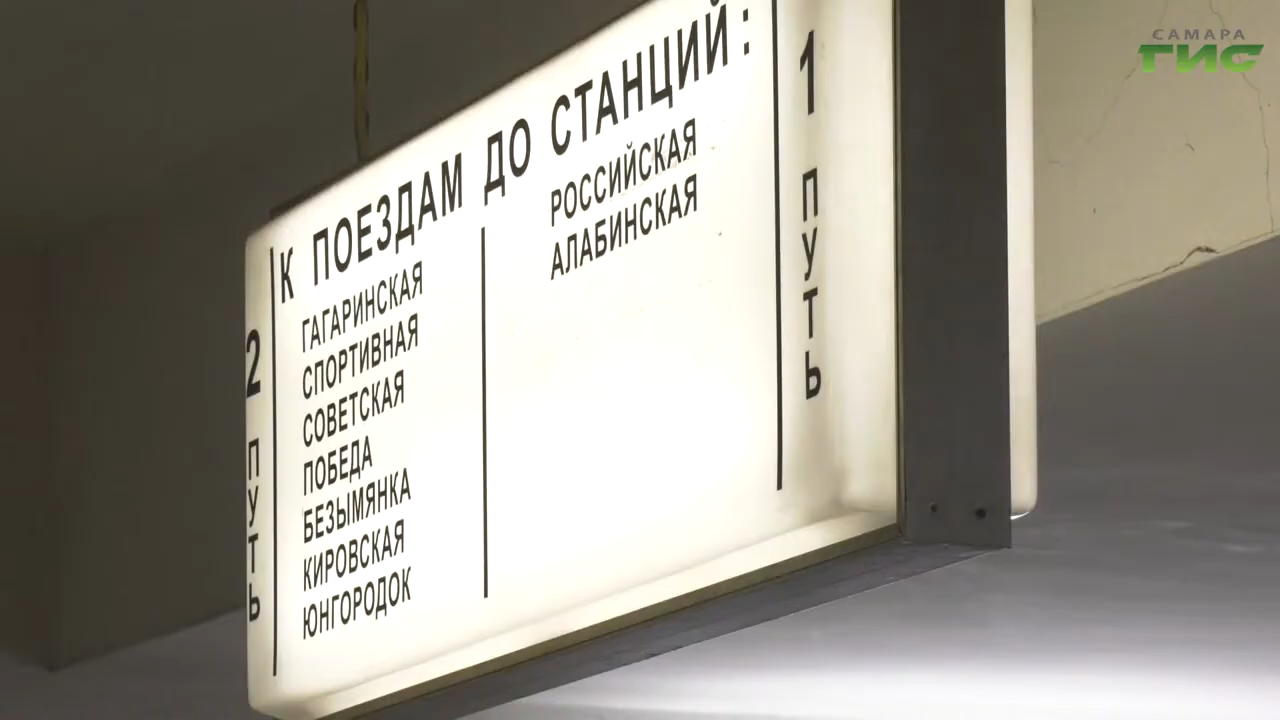 К ПОЕЗДАМ ДО СТАНЦИЙ:
2 ПУТЬ
ГАГАРИНСКАЯ
СПОРТИВНАЯ
СОВЕТСКАЯ
ПОБЕДА
БЕЗЫМЯНКА
КИРОВСКАЯ
ЮНГОРОДОК
РОССИЙСКАЯ
АЛАБИНСКАЯ
1 ПУТЬ
САМАРА
ГИС